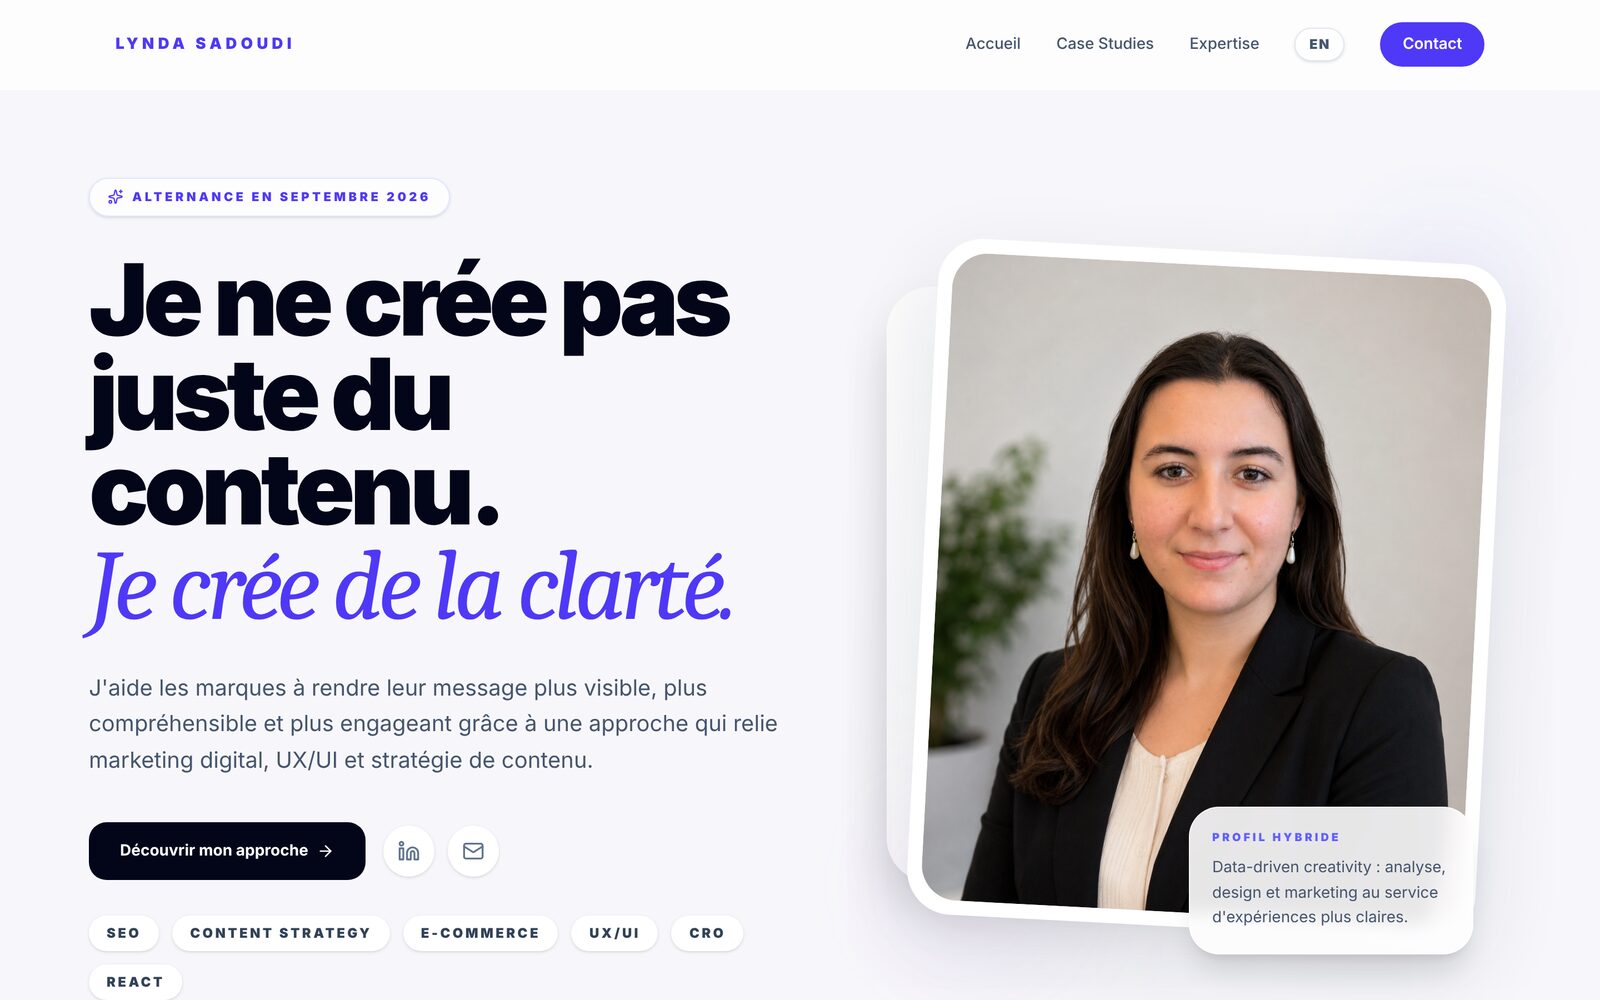 LYNDA SADOUDI
Accueil
Case Studies
Expertise
EN
Contact
ALTERNANCE EN SEPTEMBRE 2026
Je ne crée pas
juste du
contenu.
Je crée de la clarté.
J'aide les marques à rendre leur message plus visible, plus
compréhensible et plus engageant grâce à une approche qui relie
marketing digital, UX/UI et stratégie de contenu.
Découvrir mon approche →
in
SEO
CONTENT STRATEGY
E-COMMERCE
UX/UI
CRO
REACT
PROFIL HYBRIDE
Data-driven creativity : analyse,
design et marketing au service
d'expériences plus claires.